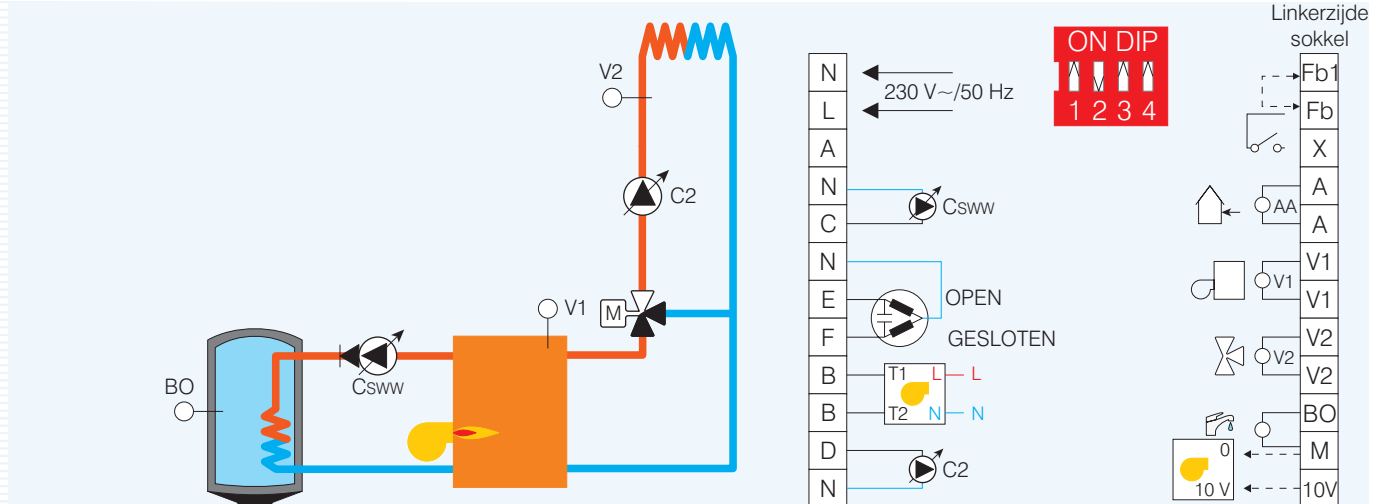 V2
C2
M
V1
BO
Csww
N
L
A
N
C
N
E
F
B
B
D
N
230 V~/50 Hz
Csww
OPEN
GESLOTEN
T1 L L
T2 N N
C2
ON DIP
1 2 3 4
Linkerzijde
sokkel
Fb1
Fb
X
A
AA
A
V1
V1
V1
V2
V2
V2
BO
0
M
10 V
10V